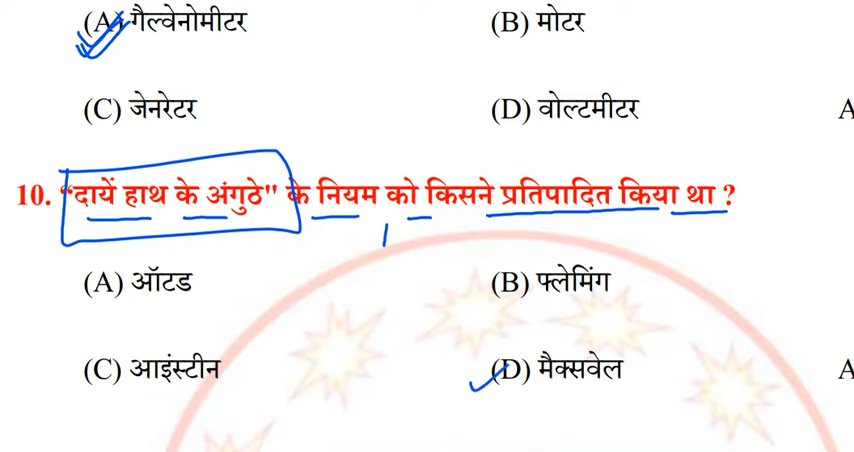 (A) गैल्वेनोमीटर (B) मोटर
(C) जेनरेटर (D) वोल्टमीटर A
10. “दायें हाथ के अंगुठे" के नियम को किसने प्रतिपादित किया था ?
(A) ऑटड (B) फ्लेमिंग
(C) आइंस्टीन (D) मैक्सवेल A